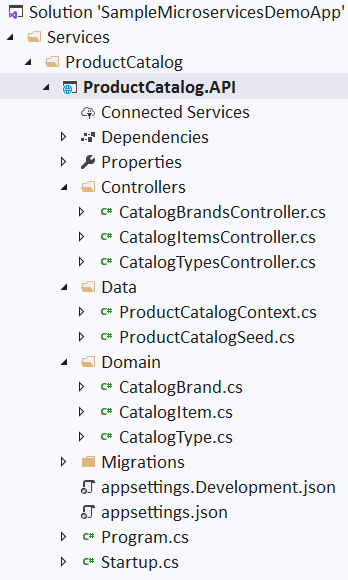 Solution 'SampleMicroservicesDemoApp'
Services
ProductCatalog
ProductCatalog.API
Connected Services
Dependencies
Properties
Controllers
C# CatalogBrandsController.cs
C# CatalogItemsController.cs
C# CatalogTypesController.cs
Data
C# ProductCatalogContext.cs
C# ProductCatalogSeed.cs
Domain
C# CatalogBrand.cs
C# CatalogItem.cs
C# CatalogType.cs
Migrations
appsettings.Development.json
appsettings.json
C# Program.cs
C# Startup.cs